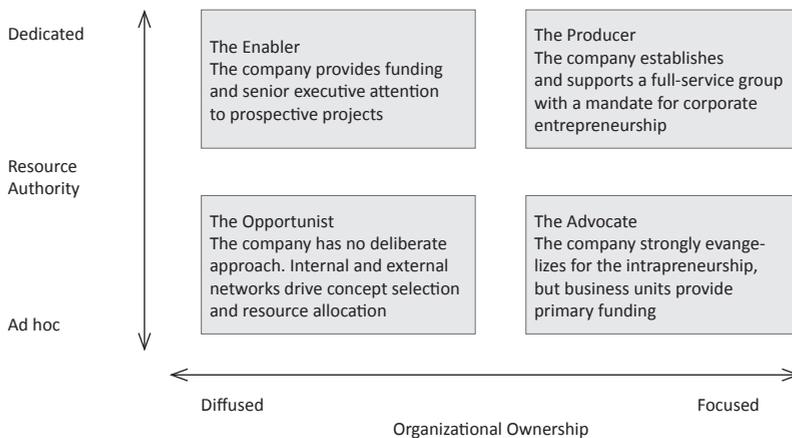 Dedicated
The Enabler
The company provides funding
and senior executive attention
to prospective projects
The Producer
The company establishes
and supports a full-service group
with a mandate for corporate
entrepreneurship
Resource
Authority
The Opportunist
The company has no deliberate
approach. Internal and external
networks drive concept selection
and resource allocation
The Advocate
The company strongly evange-
lizes for the intrapreneurship,
but business units provide
primary funding
Ad hoc
Diffused
Focused
Organizational Ownership